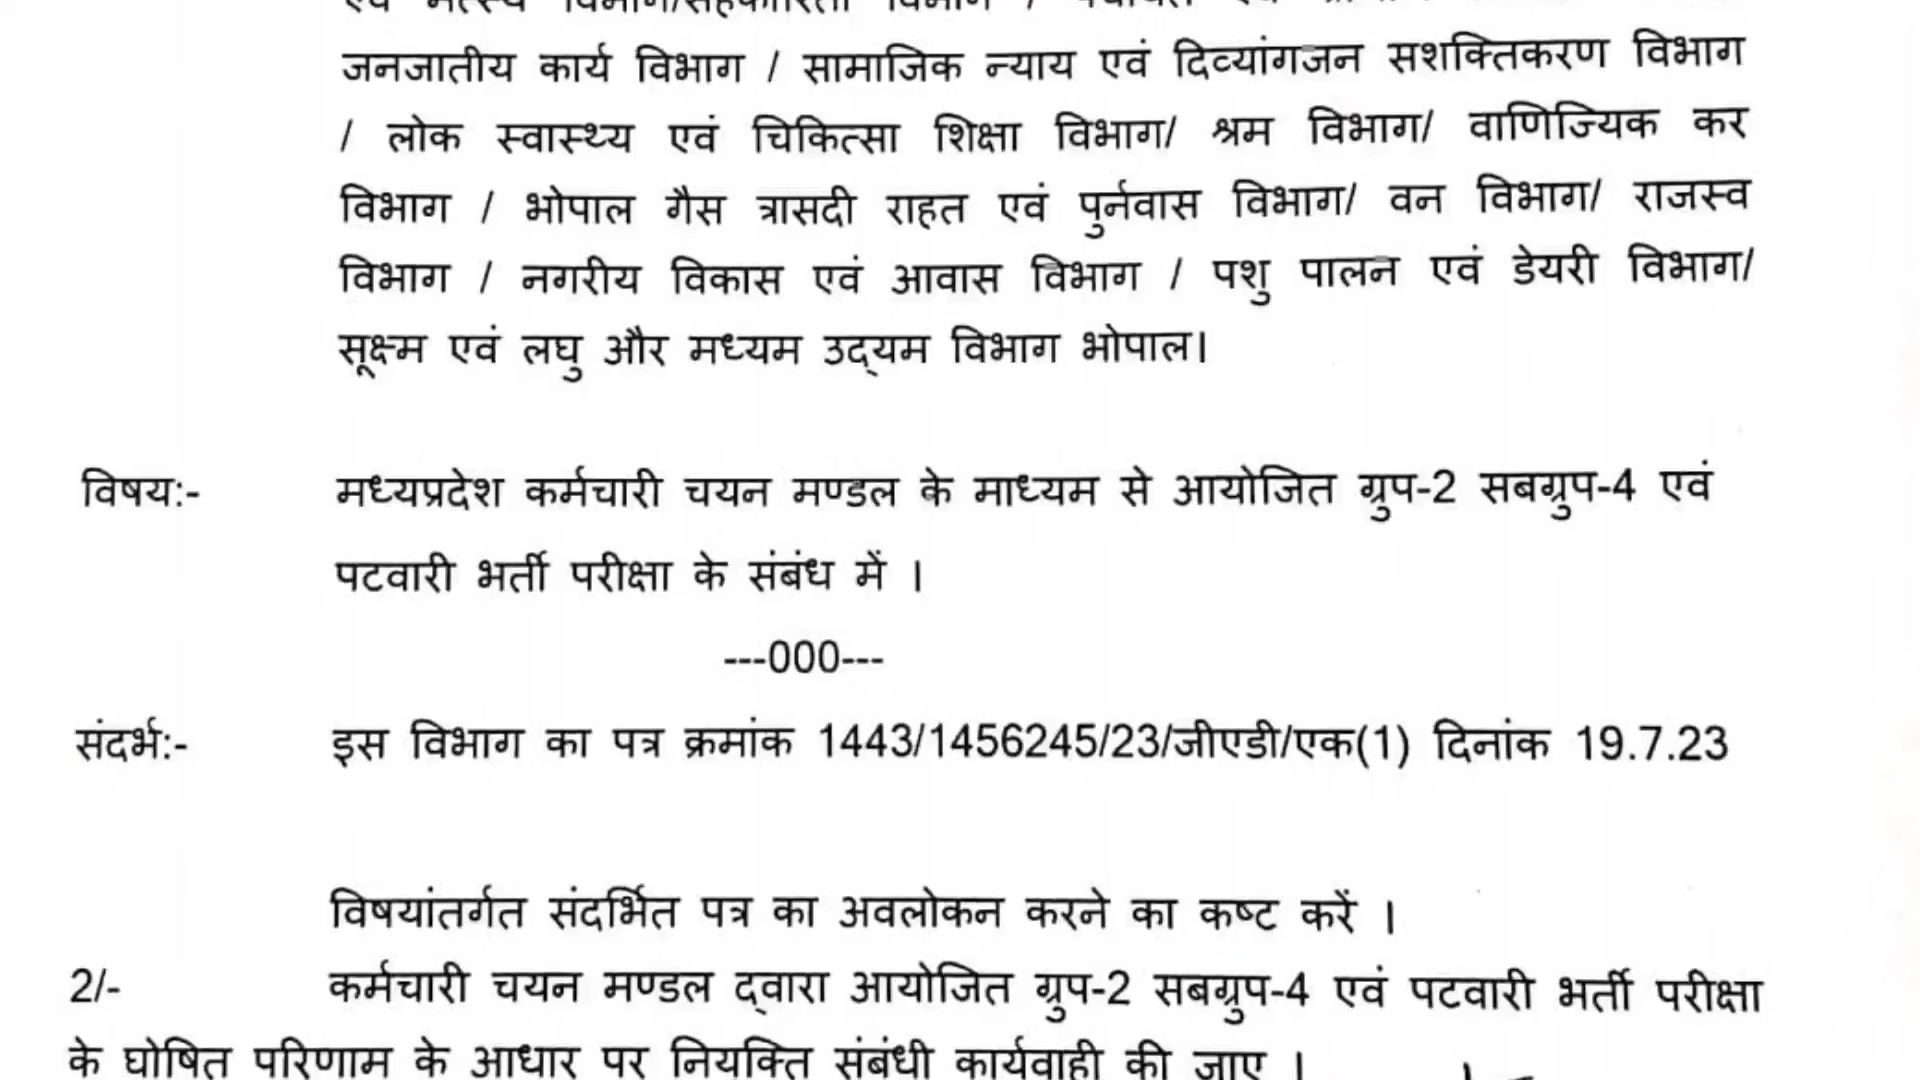 एवं मत्स्य विभाग/सहकारिता विभाग /
जनजातीय कार्य विभाग / सामाजिक न्याय एवं दिव्यांगजन सशक्तिकरण विभाग
/ लोक स्वास्थ्य एवं चिकित्सा शिक्षा विभाग/ श्रम विभाग/ वाणिज्यिक कर
विभाग / भोपाल गैस त्रासदी राहत एवं पुर्नवास विभाग/ वन विभाग/ राजस्व
विभाग / नगरीय विकास एवं आवास विभाग / पशु पालन एवं डेयरी विभाग/
सूक्ष्म एवं लघु और मध्यम उद्यम विभाग भोपाल।
विषय:- मध्यप्रदेश कर्मचारी चयन मण्डल के माध्यम से आयोजित ग्रुप-2 सबग्रुप-4 एवं
पटवारी भर्ती परीक्षा के संबंध में ।
---000---
संदर्भ:- इस विभाग का पत्र क्रमांक 1443/1456245/23/जीएडी/एक(1) दिनांक 19.7.23
विषयांतर्गत संदर्भित पत्र का अवलोकन करने का कष्ट करें ।
2/- कर्मचारी चयन मण्डल द्वारा आयोजित ग्रुप-2 सबग्रुप-4 एवं पटवारी भर्ती परीक्षा
के घोषित परिणाम के आधार पर नियुक्ति संबंधी कार्यवाही की जाए ।